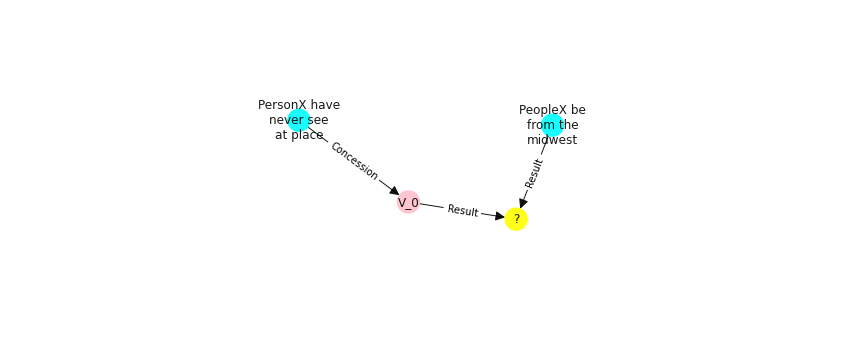 PersonX have
never see
at place
PeopleX be
from the
midwest
Concession
Result
V_0
Result
?